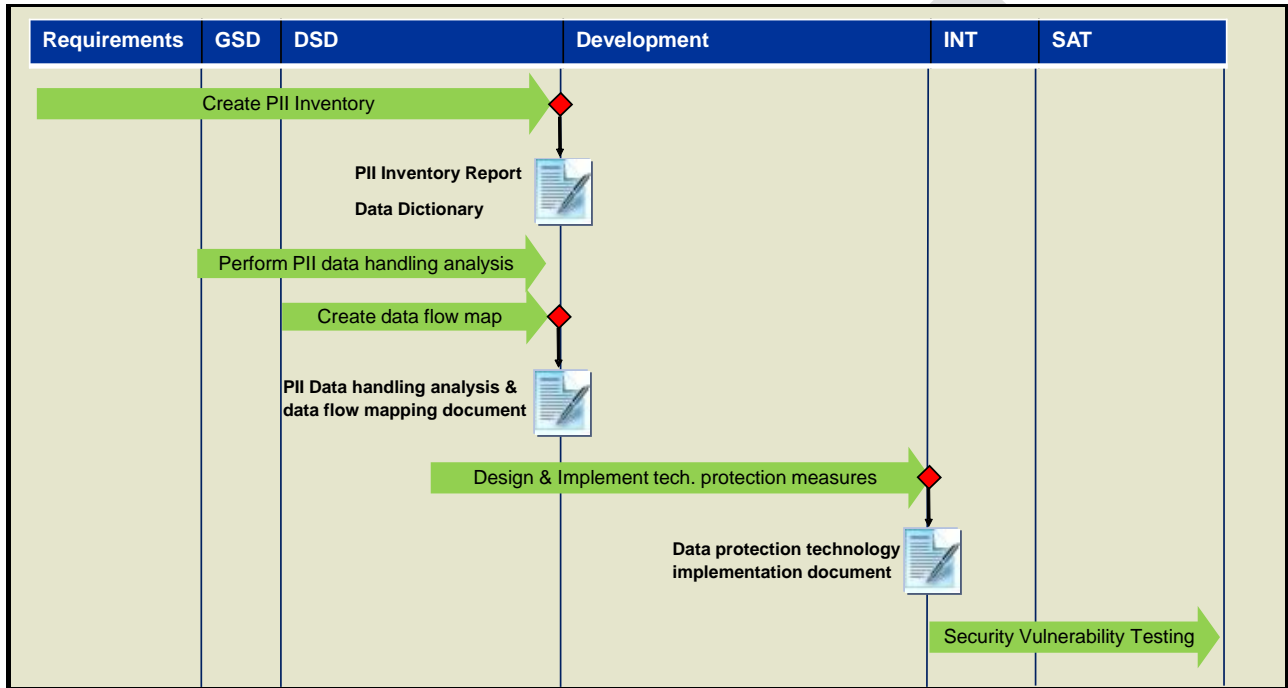 Requirements GSD DSD Development INT SAT
Create PII Inventory
PII Inventory Report
Data Dictionary
Perform PII data handling analysis
Create data flow map
PII Data handling analysis &
data flow mapping document
Design & Implement tech. protection measures
Data protection technology
implementation document
Security Vulnerability Testing